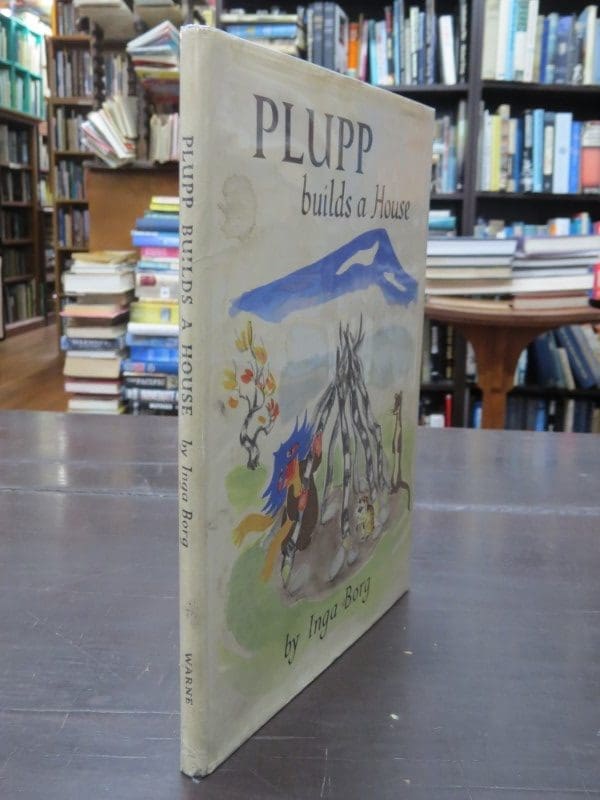 PLUPP
builds a House
by Inga Borg
PLUPP BUILDS A HOUSE by Inga Borg WARNE